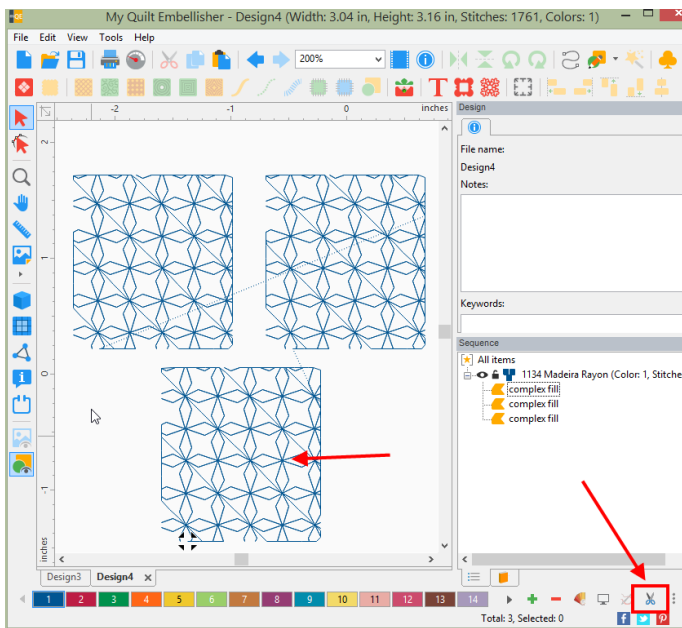 QE My Quilt Embellisher - Design4 (Width: 3.04 in, Height: 3.16 in, Stitches: 1761, Colors: 1)
File Edit View Tools Help
200%
T
-2 -1 0 inches
Design
File name:
Design4
Notes:
Keywords:
Sequence
All items
1134 Madeira Rayon (Color: 1, Stitche
complex fill
complex fill
complex fill
2
1
0
-1
inches
Design3 Design4 x
1 2 3 4 5 6 7 8 9 10 11 12 13 14
Total: 3, Selected: 0